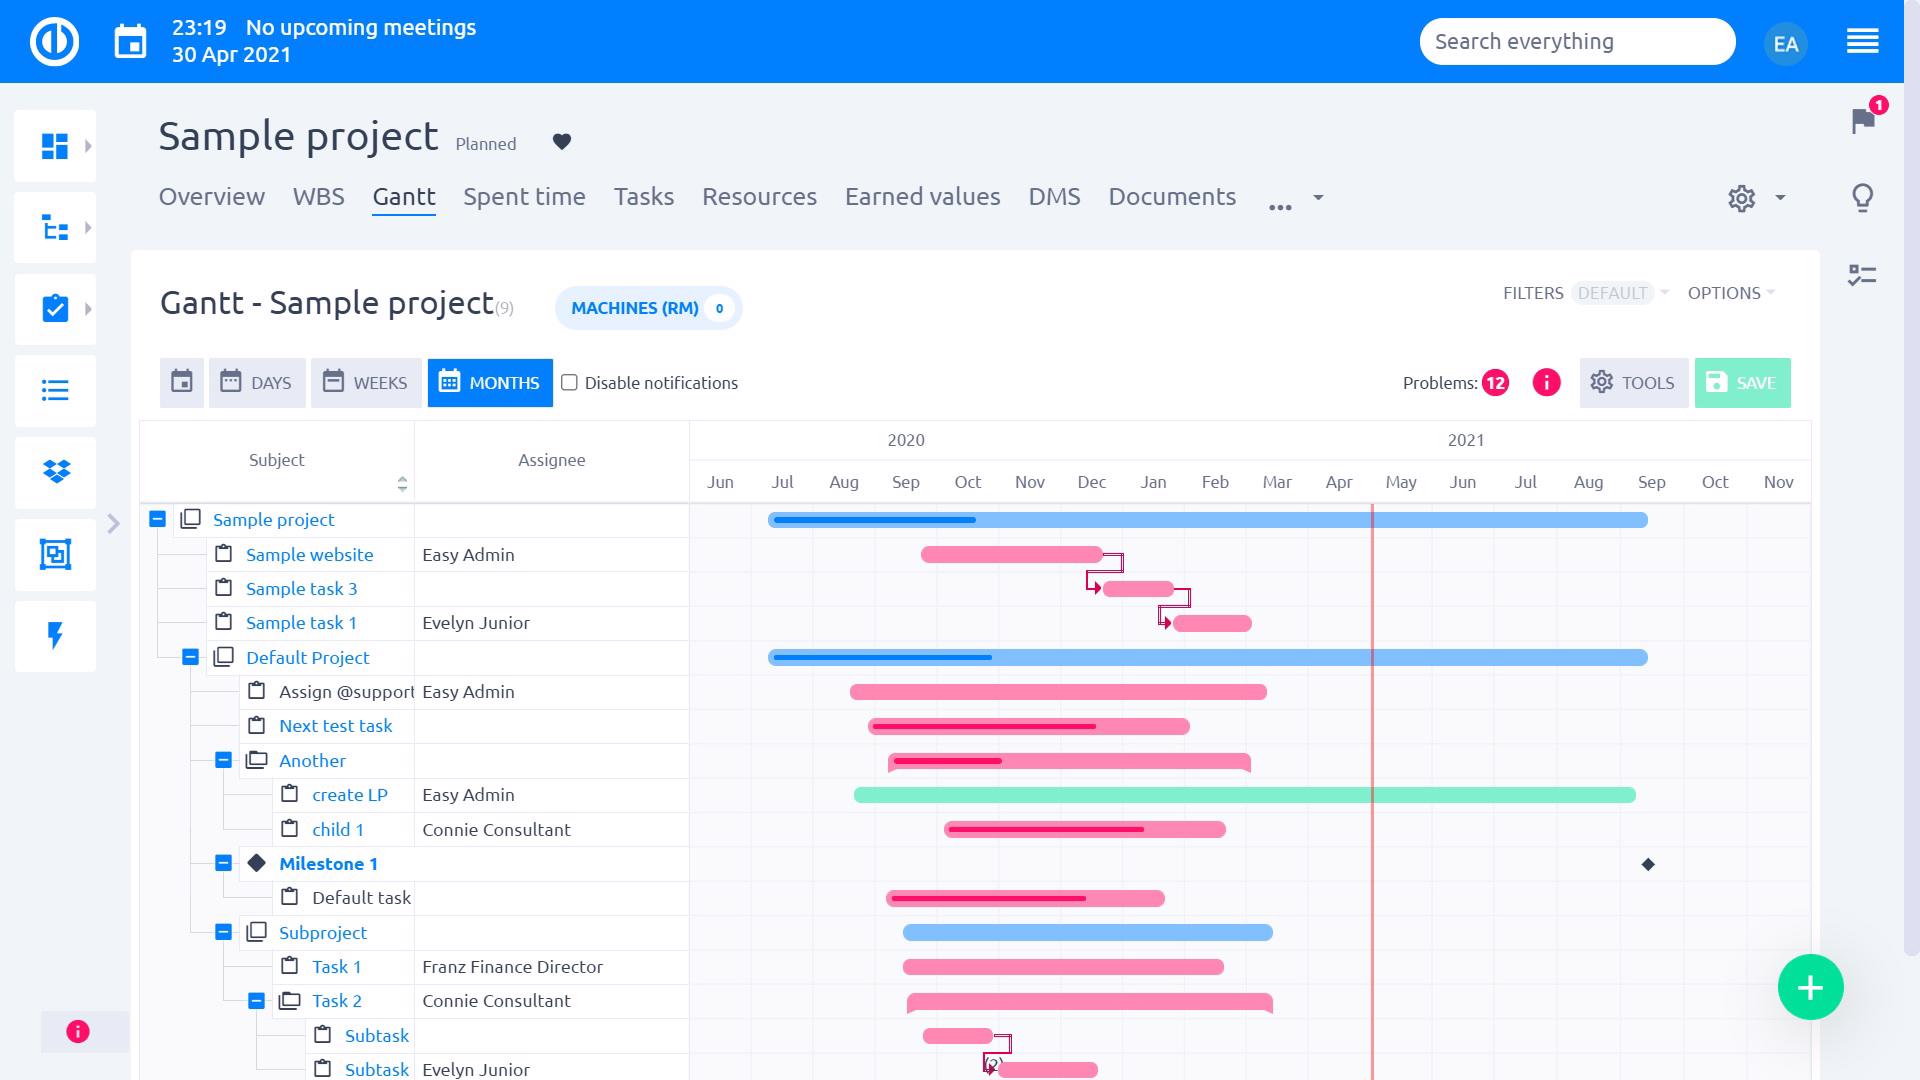 23:19 No upcoming meetings
30 Apr 2021
Search everything
EA
1
Sample project Planned
Overview WBS Gantt Spent time Tasks Resources Earned values DMS Documents ...
Gantt - Sample project(9)
MACHINES (RM) 0
FILTERS DEFAULT OPTIONS
DAYS WEEKS MONTHS Disable notifications
Problems: 12 TOOLS SAVE
Subject Assignee
2020 2021
Jun Jul Aug Sep Oct Nov Dec Jan Feb Mar Apr May Jun Jul Aug Sep Oct Nov
Sample project
Sample website Easy Admin
Sample task 3
Sample task 1 Evelyn Junior
Default Project
Assign @support Easy Admin
Next test task
Another
create LP Easy Admin
child 1 Connie Consultant
Milestone 1
Default task
Subproject
Task 1 Franz Finance Director
Task 2 Connie Consultant
Subtask
(2)
Subtask Evelyn Junior